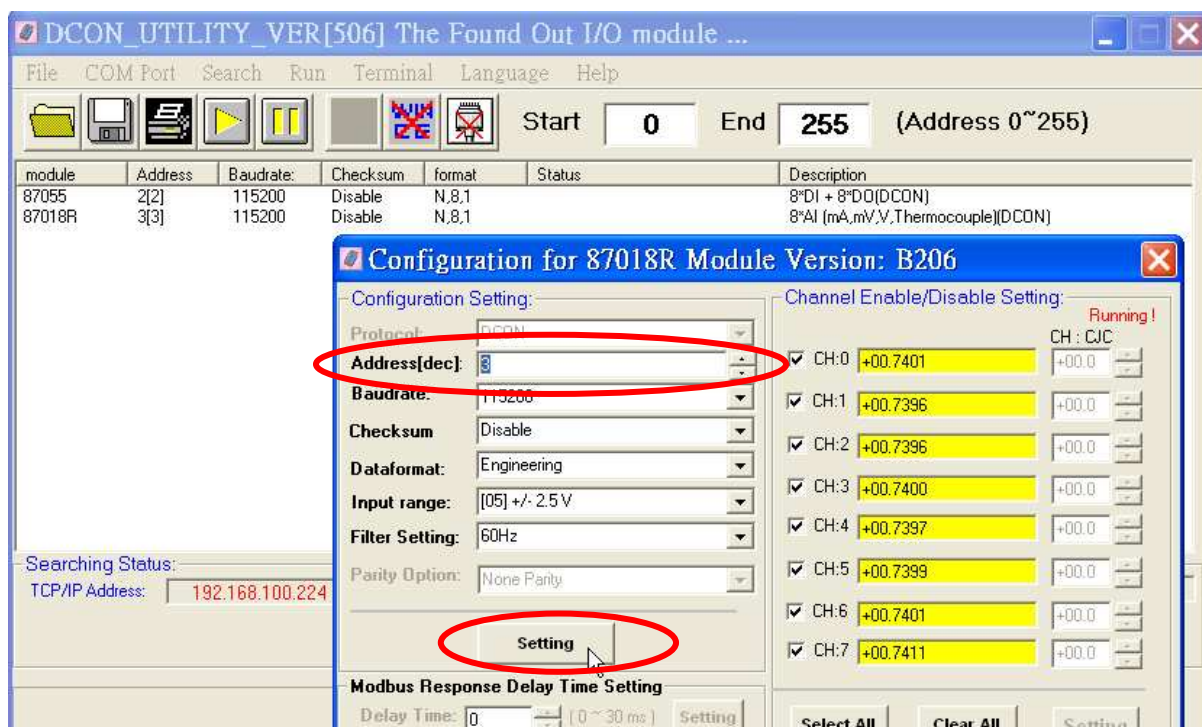 DCON_UTILITY_VER[506] The Found Out I/O module ...
File COM Port Search Run Terminal Language Help
Start 0 End 255 (Address 0~255)
module Address Baudrate: Checksum format Status Description
87055 2[2] 115200 Disable N,8,1 8*DI + 8*DO(DCON)
87018R 3[3] 115200 Disable N,8,1 8*AI (mA,mV,V,Thermocouple)(DCON)
Configuration for 87018R Module Version: B206
Configuration Setting:
Protocol: DCON
Address[dec]: 3
Baudrate: 115200
Checksum Disable
Dataformat: Engineering
Input range: [05] +/- 2.5 V
Filter Setting: 60Hz
Parity Option: None Parity
Setting
Modbus Response Delay Time Setting
Delay Time: 0 ( 0 ~ 30 ms ) Setting
Channel Enable/Disable Setting:
Running !
CH : CJC
CH:0 +00.7401 +00.0
CH:1 +00.7396 +00.0
CH:2 +00.7396 +00.0
CH:3 +00.7400 +00.0
CH:4 +00.7397 +00.0
CH:5 +00.7399 +00.0
CH:6 +00.7401 +00.0
CH:7 +00.7411 +00.0
Select All Clear All Setting
Searching Status:
TCP/IP Address: 192.168.100.224